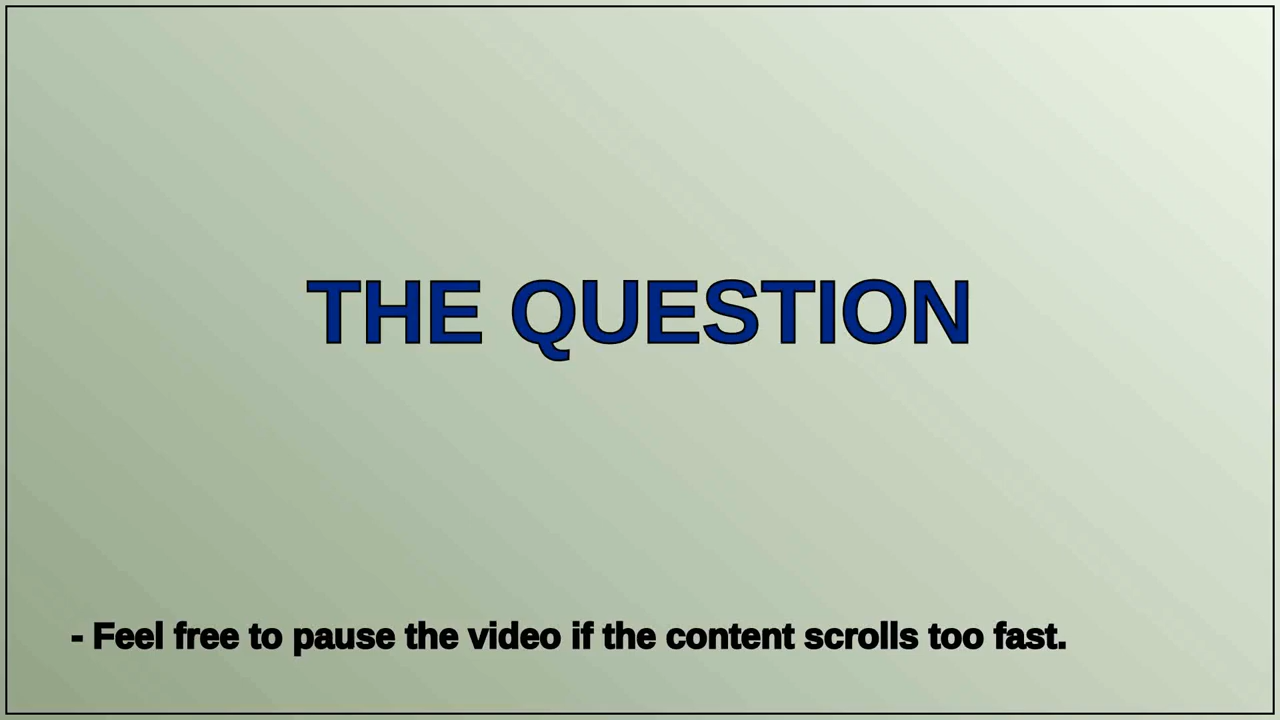 THE QUESTION
- Feel free to pause the video if the content scrolls too fast.